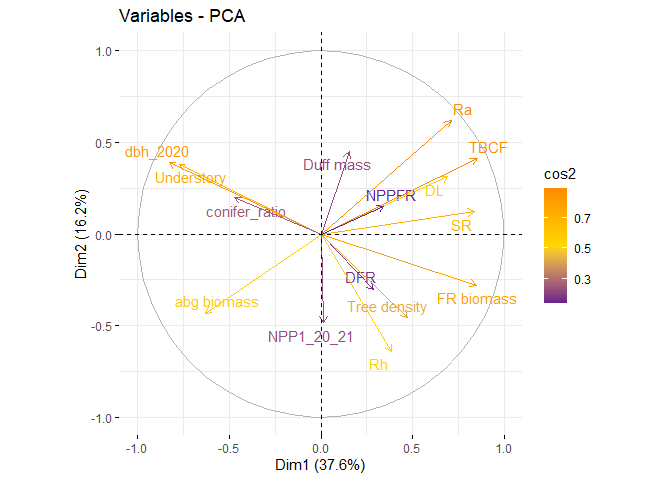 Variables - PCA
1.0
Ra
dbh_2020
TBCF
0.5
Duff mass
cos2
Understory
DL
NPPFR
conifer_ratio
0.7
SR
0.0
0.5
Dim2 (16.2%)
DFR
0.3
abg biomass
Tree density
FR biomass
-0.5
NPP1_20_21
Rh
-1.0
-1.0
-0.5
0.0
0.5
1.0
Dim1 (37.6%)